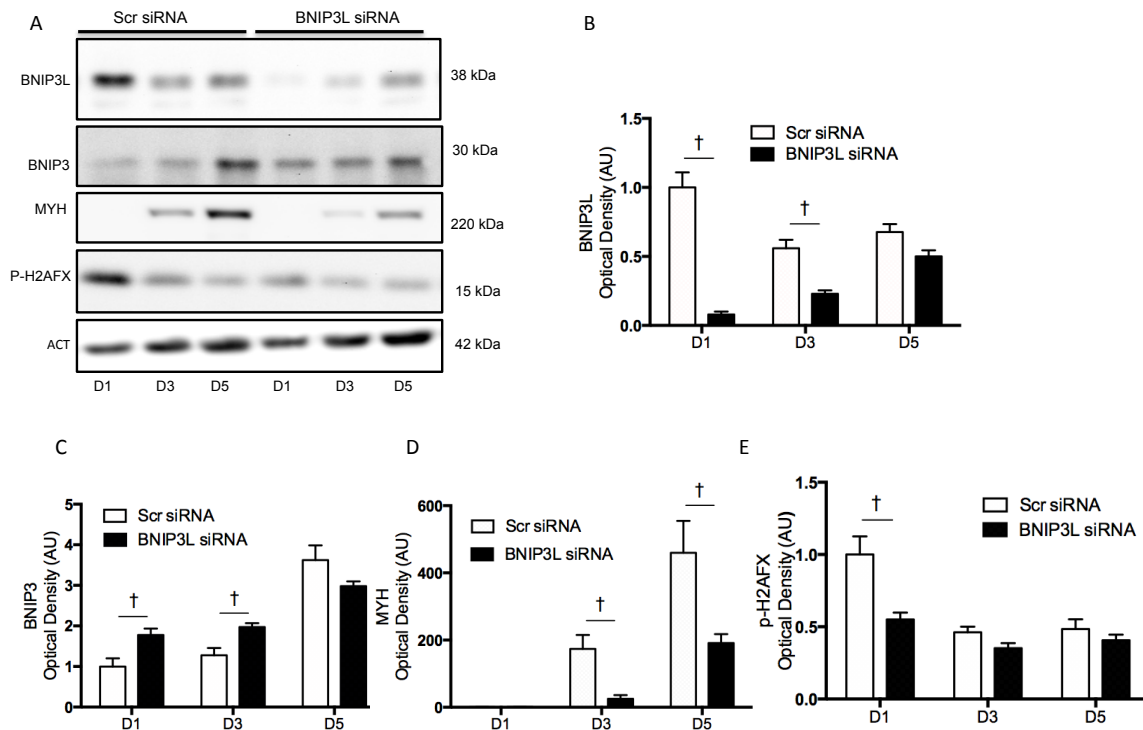 A
Scr siRNA
BNIP3L siRNA
BNIP3L
38 kDa
BNIP3
30 kDa
MYH
220 kDa
P-H2AFX
15 kDa
ACT
42 kDa
D1 D3 D5 D1 D3 D5
B
BNIP3L
Optical Density (AU)
1.5
1.0
0.5
0.0
Scr siRNA
BNIP3L siRNA
†
†
D1 D3 D5
C
BNIP3
Optical Density (AU)
5
4
3
2
1
0
Scr siRNA
BNIP3L siRNA
†
†
D1 D3 D5
D
MYH
Optical Density (AU)
600
400
200
0
Scr siRNA
BNIP3L siRNA
†
†
D1 D3 D5
E
p-H2AFX
Optical Density (AU)
1.5
1.0
0.5
0.0
Scr siRNA
BNIP3L siRNA
†
D1 D3 D5